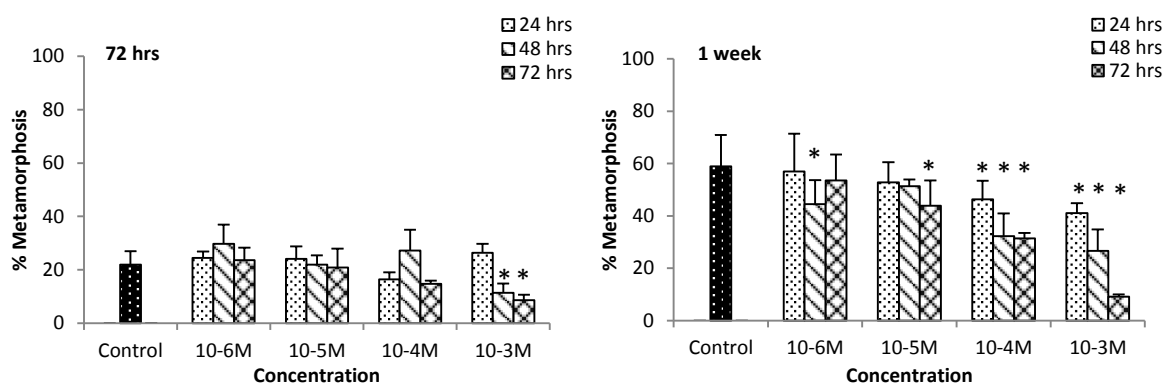 72 hrs
24 hrs
48 hrs
72 hrs
% Metamorphosis
100
80
60
40
20
0
* *
Control 10-6M 10-5M 10-4M 10-3M
Concentration
1 week
24 hrs
48 hrs
72 hrs
% Metamorphosis
100
80
60
40
20
0
* * * * * * * *
Control 10-6M 10-5M 10-4M 10-3M
Concentration